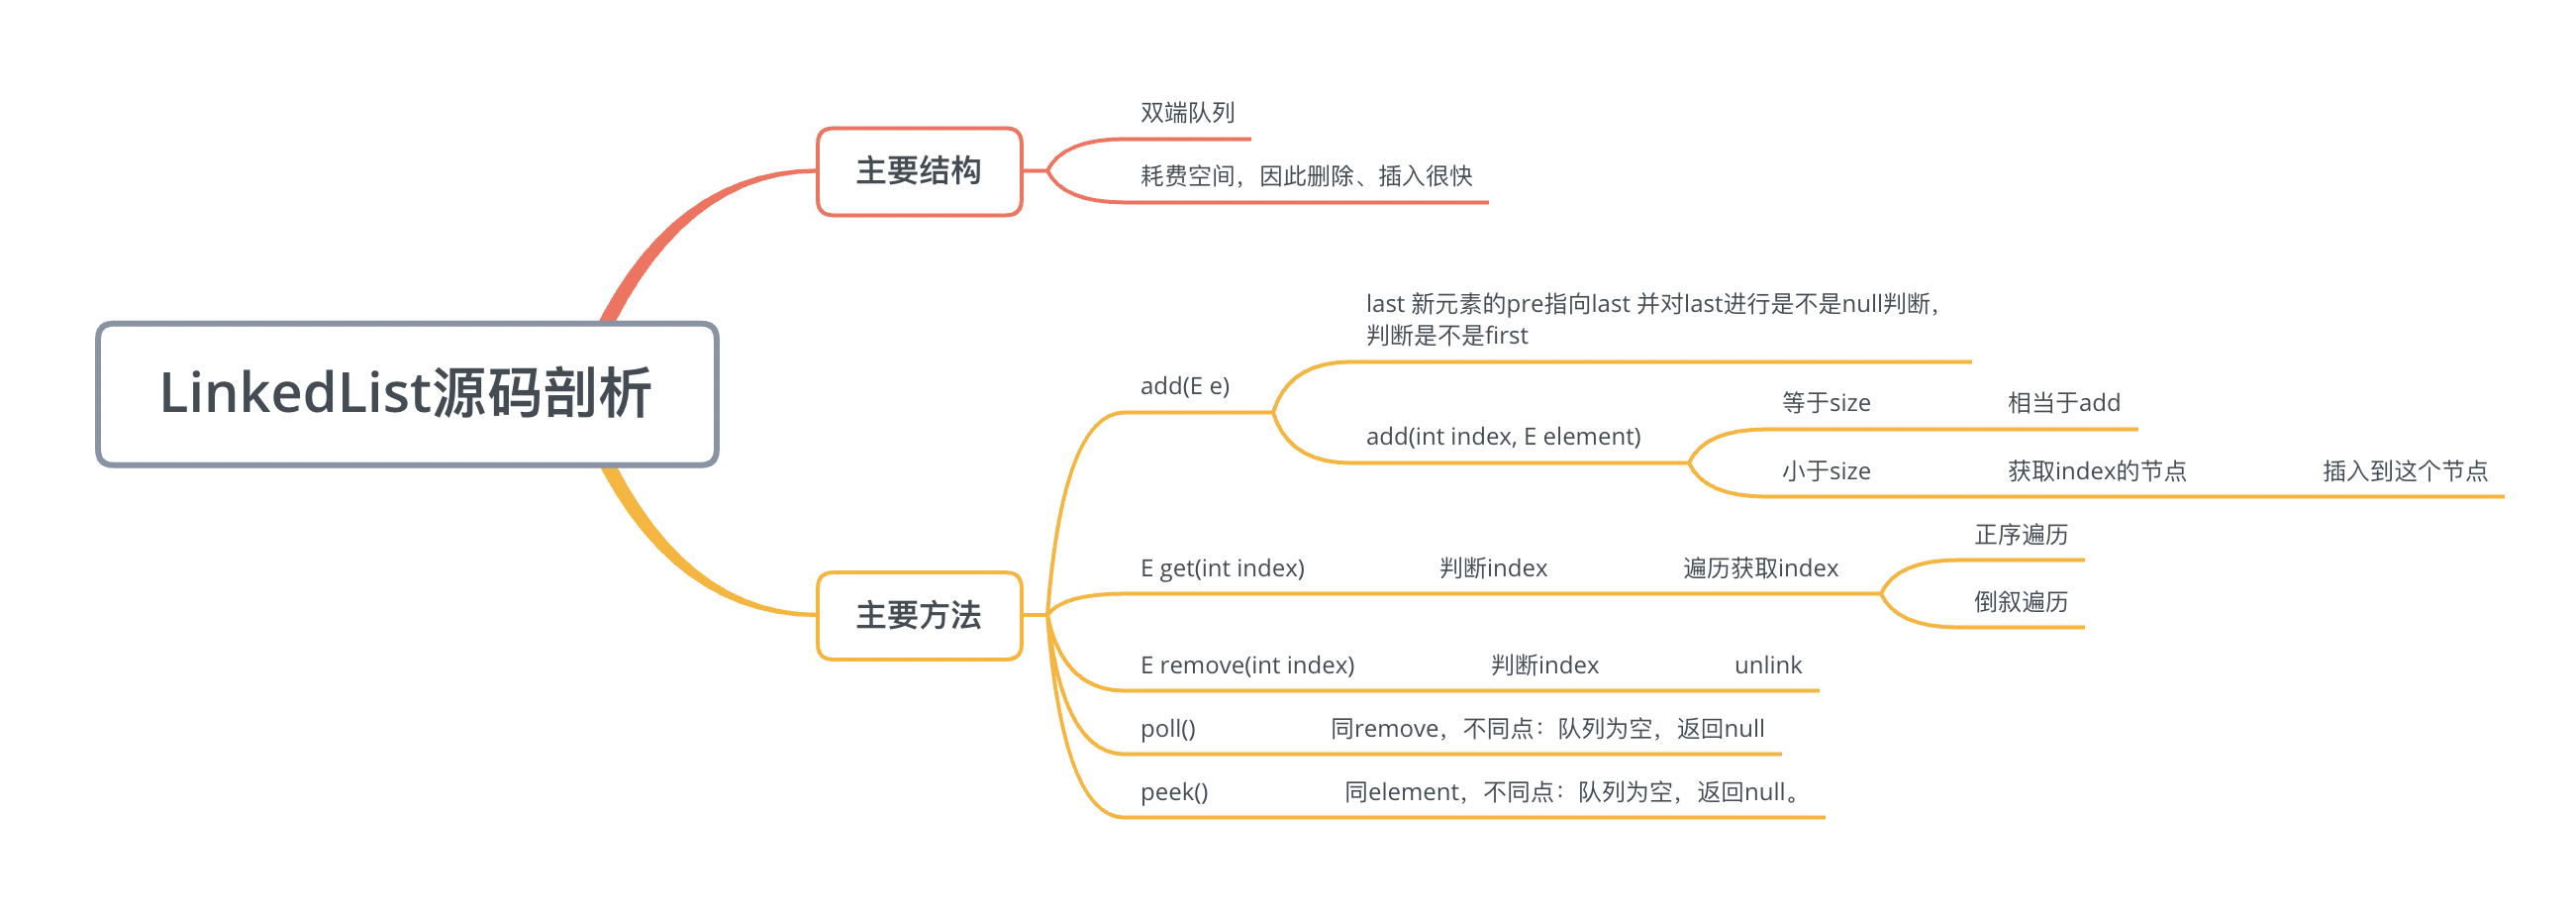 双端队列
主要结构
耗费空间，因此删除、插入很快
LinkedList源码剖析
last 新元素的pre指向last 并对last进行是不是null判断，
判断是不是first
add(E e)
等于size 相当于add
add(int index, E element)
小于size 获取index的节点 插入到这个节点
正序遍历
E get(int index) 判断index 遍历获取index
倒叙遍历
主要方法
E remove(int index) 判断index unlink
poll() 同remove，不同点：队列为空，返回null
peek() 同element，不同点：队列为空，返回null。